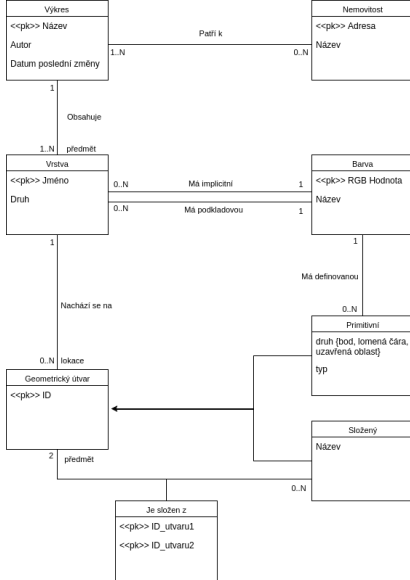 Výkres
<<pk>> Název
Autor
Datum poslední změny
Nemovitost
<<pk>> Adresa
Název
Patří k
1..N
0..N
1
Obsahuje
1..N
předmět
Vrstva
<<pk>> Jméno
Druh
Barva
<<pk>> RGB Hodnota
Název
0..N
Má implicitní
1
0..N
Má podkladovou
1
1
1
Má definovanou
Nachází se na
0..N
Primitivní
druh {bod, lomená čára,
uzavřená oblast}
typ
0..N
lokace
Geometrický útvar
<<pk>> ID
Složený
Název
2
předmět
0..N
Je složen z
<<pk>> ID_utvaru1
<<pk>> ID_utvaru2